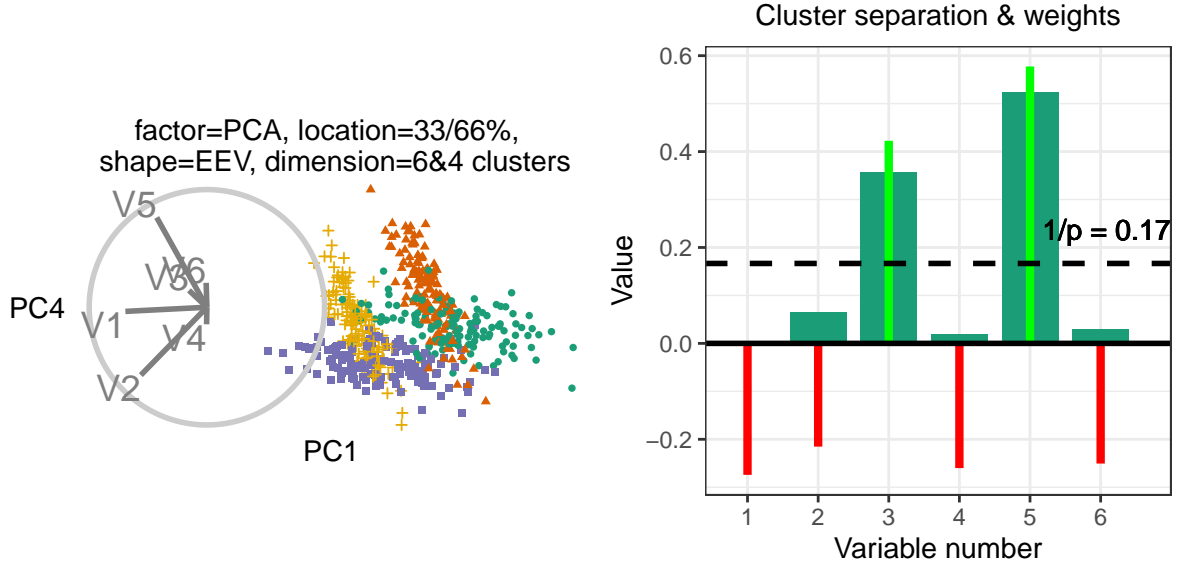 factor=PCA, location=33/66%,
shape=EEV, dimension=6&4 clusters
V5
V6
V3
V1
V4
V2
PC4
PC1
Cluster separation & weights
0.6
0.4
0.2
0.0
−0.2
Value
1/p = 0.17
1 2 3 4 5 6
Variable number